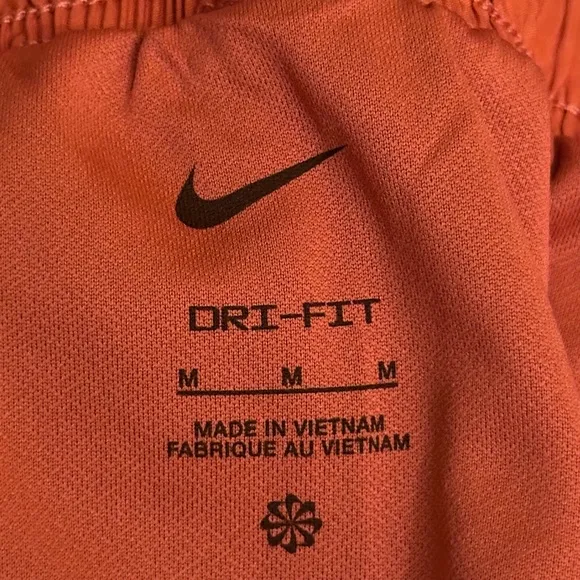 DRI-FIT
M M M
MADE IN VIETNAM
FABRIQUE AU VIETNAM